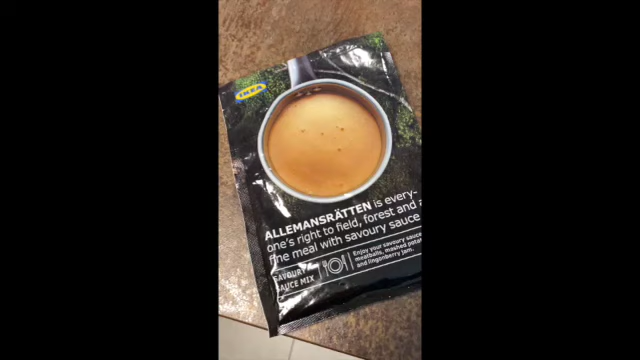 IKEA
ALLEMANSRÄTTEN is every-
one's right to field, forest and a
fine meal with savoury sauce
SAVOURY
SAUCE MIX
Enjoy your savoury sauce
meatballs, mashed potat
and lingonberry jam.